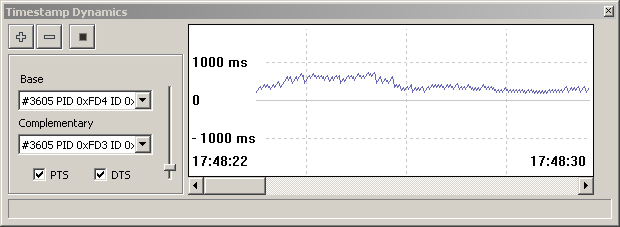 Timestamp Dynamics
Base
#3605 PID 0xFD4 ID 0x
Complementary
#3605 PID 0xFD3 ID 0x
PTS DTS
1000 ms
0
- 1000 ms
17:48:22 17:48:30